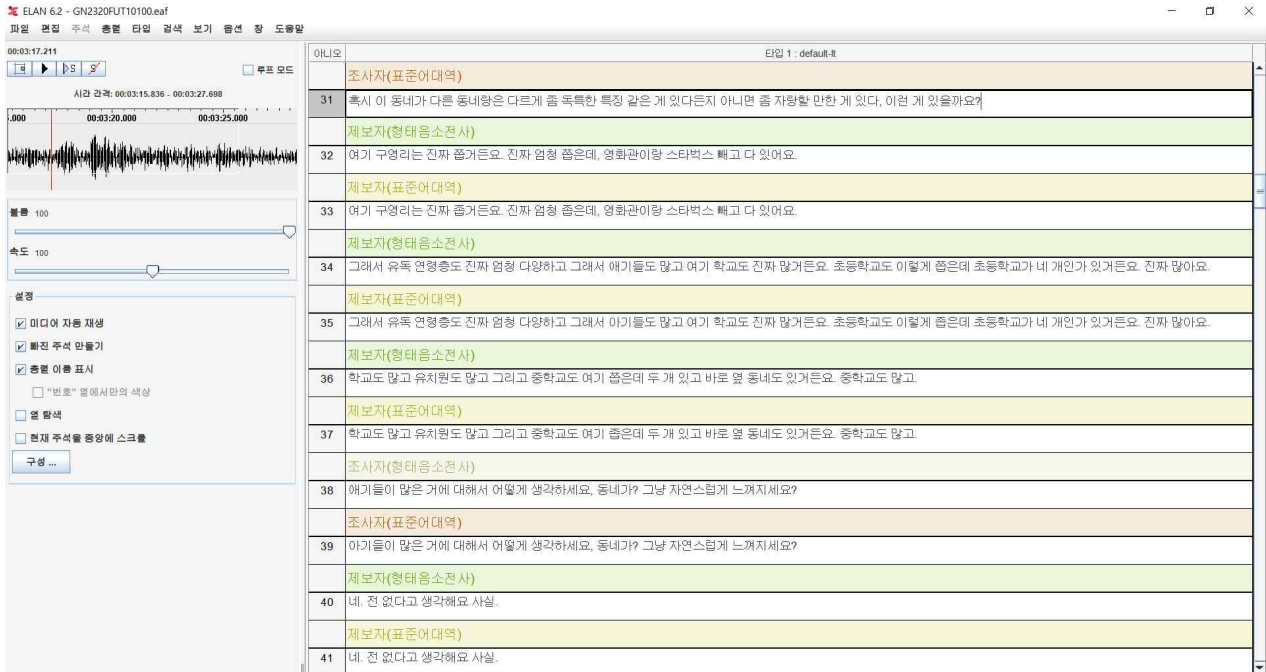 ELAN 6.2 - GN2320FUT10100.eaf
파일 편집 주석 층렬 타입 검색 보기 옵션 창 도움말
00:03:17.211
루프 모드
시간 간격: 00:03:15.836 - 00:03:27.698
.000 00:03:20.000 00:03:25.000
볼륨 100
속도 100
설정
미디어 자동 재생
빠진 주석 만들기
층렬 이름 표시
"번호" 열에서만의 색상
열 탐색
현재 주석을 중앙에 스크롤
구성 ...
아니오 타입 1 : default-lt
조사자(표준어대역)
31 혹시 이 동네가 다른 동네랑은 다르게 좀 독특한 특징 같은 게 있다든지 아니면 좀 자랑할 만한 게 있다, 이런 게 있을까요?
제보자(형태음소전사)
32 여기 구영리는 진짜 쫍거든요. 진짜 엄청 쫍은데, 영화관이랑 스타벅스 빼고 다 있어요.
제보자(표준어대역)
33 여기 구영리는 진짜 좁거든요. 진짜 엄청 좁은데, 영화관이랑 스타벅스 빼고 다 있어요.
제보자(형태음소전사)
34 그래서 유독 연령층도 진짜 엄청 다양하고 그래서 애기들도 많고 여기 학교도 진짜 많거든요. 초등학교도 이렇게 쫍은데 초등학교가 네 개인가 있거든요. 진짜 많아요.
제보자(표준어대역)
35 그래서 유독 연령층도 진짜 엄청 다양하고 그래서 아기들도 많고 여기 학교도 진짜 많거든요. 초등학교도 이렇게 좁은데 초등학교가 네 개인가 있거든요. 진짜 많아요.
제보자(형태음소전사)
36 학교도 많고 유치원도 많고 그리고 중학교도 여기 쫍은데 두 개 있고 바로 옆 동네도 있거든요. 중학교도 많고.
제보자(표준어대역)
37 학교도 많고 유치원도 많고 그리고 중학교도 여기 좁은데 두 개 있고 바로 옆 동네도 있거든요. 중학교도 많고.
조사자(형태음소전사)
38 애기들이 많은 거에 대해서 어떻게 생각하세요, 동네가? 그냥 자연스럽게 느껴지세요?
조사자(표준어대역)
39 아기들이 많은 거에 대해서 어떻게 생각하세요, 동네가? 그냥 자연스럽게 느껴지세요?
제보자(형태음소전사)
40 네. 전 없다고 생각해요 사실.
제보자(표준어대역)
41 네. 전 없다고 생각해요 사실.